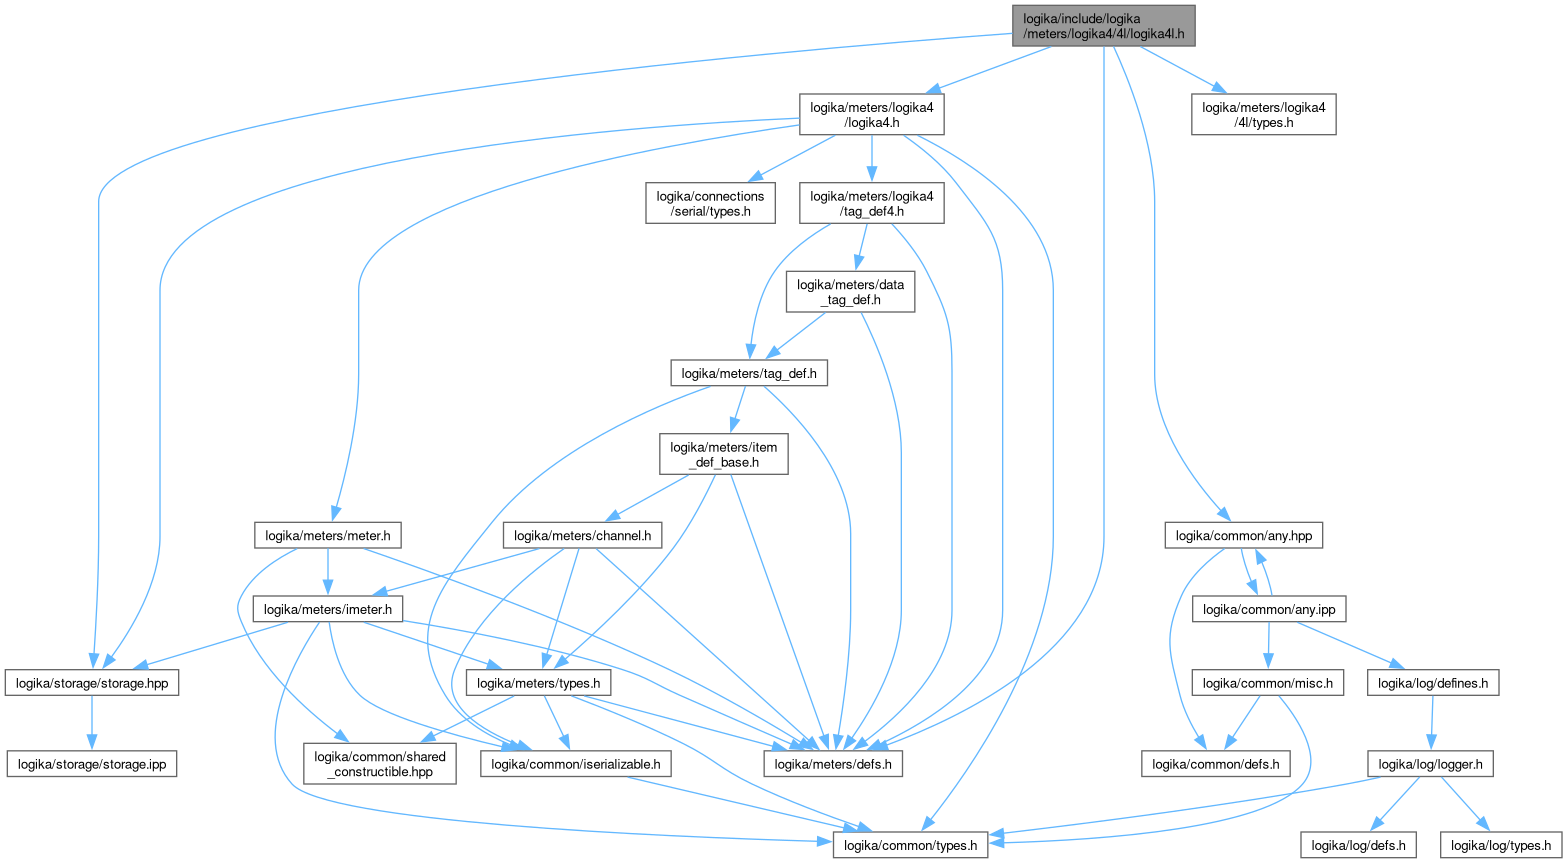 logika/include/logika
/meters/logika4/4l/logika4l.h
logika/meters/logika4
/logika4.h
logika/meters/logika4
/4l/types.h
logika/connections
/serial/types.h
logika/meters/logika4
/tag_def4.h
logika/meters/data
_tag_def.h
logika/meters/tag_def.h
logika/meters/item
_def_base.h
logika/meters/meter.h
logika/meters/channel.h
logika/common/any.hpp
logika/meters/imeter.h
logika/common/any.ipp
logika/storage/storage.hpp
logika/meters/types.h
logika/common/misc.h
logika/log/defines.h
logika/storage/storage.ipp
logika/common/shared
_constructible.hpp
logika/common/iserializable.h
logika/meters/defs.h
logika/common/defs.h
logika/log/logger.h
logika/common/types.h
logika/log/defs.h
logika/log/types.h